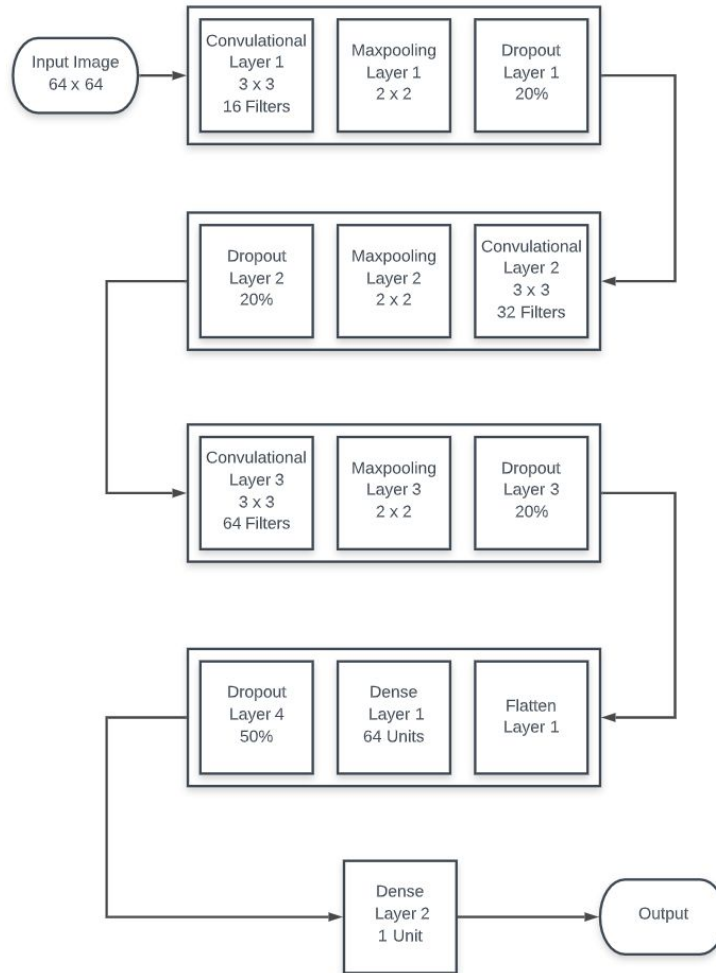 Input Image
64 x 64
Convulational
Layer 1
3 x 3
16 Filters
Maxpooling
Layer 1
2 x 2
Dropout
Layer 1
20%
Convulational
Layer 2
3 x 3
32 Filters
Maxpooling
Layer 2
2 x 2
Dropout
Layer 2
20%
Convulational
Layer 3
3 x 3
64 Filters
Maxpooling
Layer 3
2 x 2
Dropout
Layer 3
20%
Flatten
Layer 1
Dense
Layer 1
64 Units
Dropout
Layer 4
50%
Dense
Layer 2
1 Unit
Output